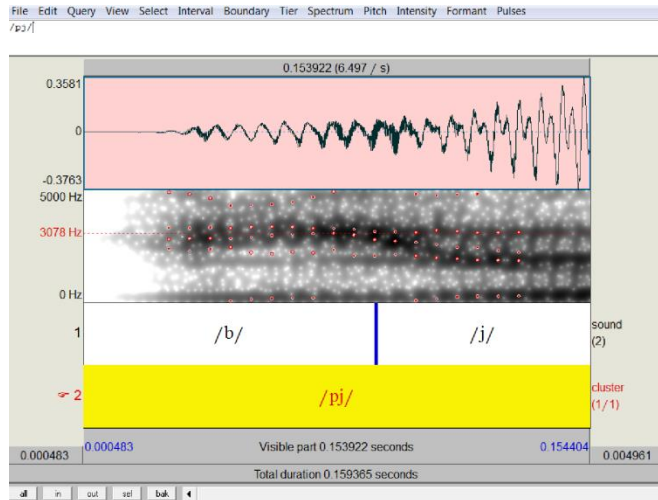 File Edit Query View Select Interval Boundary Tier Spectrum Pitch Intensity Formant Pulses
/pj/
0.153922 (6.497 / s)
0.3581
0
-0.3763
5000 Hz
3078 Hz
0 Hz
1 /b/ /j/ sound (2)
☞ 2 /pj/ cluster (1/1)
0.000483 0.000483 Visible part 0.153922 seconds 0.154404 0.004961
Total duration 0.159365 seconds
all in out sel bak